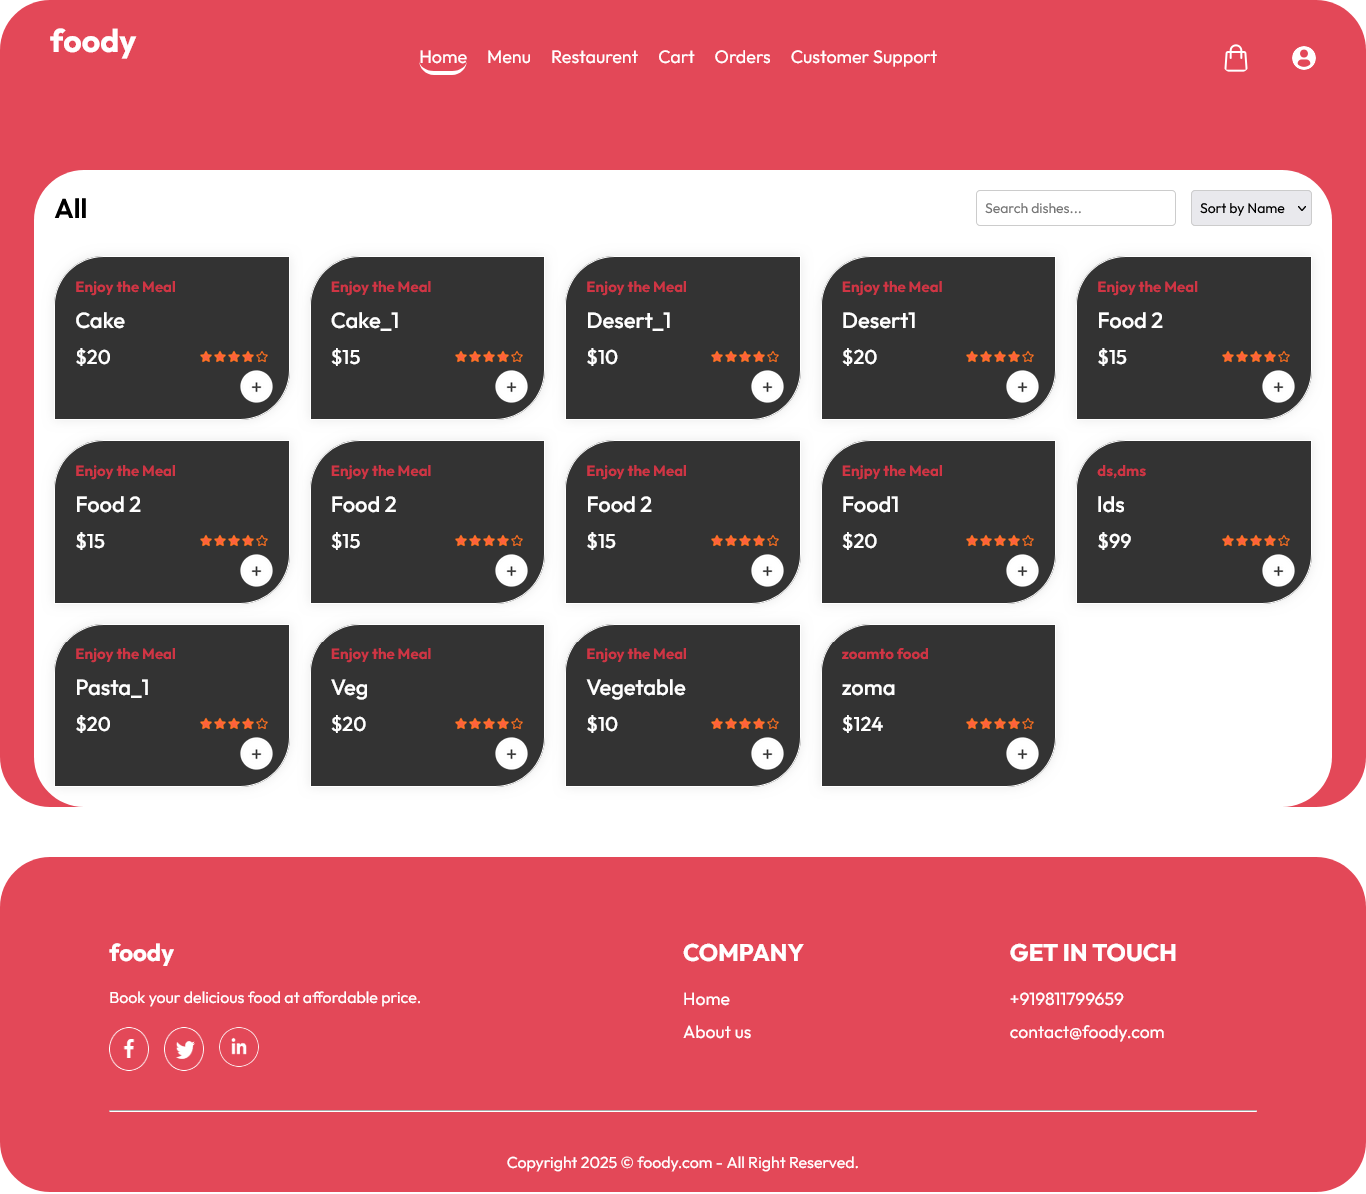 foody
Home Menu Restaurent Cart Orders Customer Support
All
Search dishes...
Sort by Name
Enjoy the Meal
Cake
$20
+
Enjoy the Meal
Cake_1
$15
+
Enjoy the Meal
Desert_1
$10
+
Enjoy the Meal
Desert1
$20
+
Enjoy the Meal
Food 2
$15
+
Enjoy the Meal
Food 2
$15
+
Enjoy the Meal
Food 2
$15
+
Enjoy the Meal
Food 2
$15
+
Enjpy the Meal
Food1
$20
+
ds,dms
lds
$99
+
Enjoy the Meal
Pasta_1
$20
+
Enjoy the Meal
Veg
$20
+
Enjoy the Meal
Vegetable
$10
+
zoamto food
zoma
$124
+
foody
Book your delicious food at affordable price.
COMPANY
Home
About us
GET IN TOUCH
+919811799659
contact@foody.com
Copyright 2025 © foody.com - All Right Reserved.